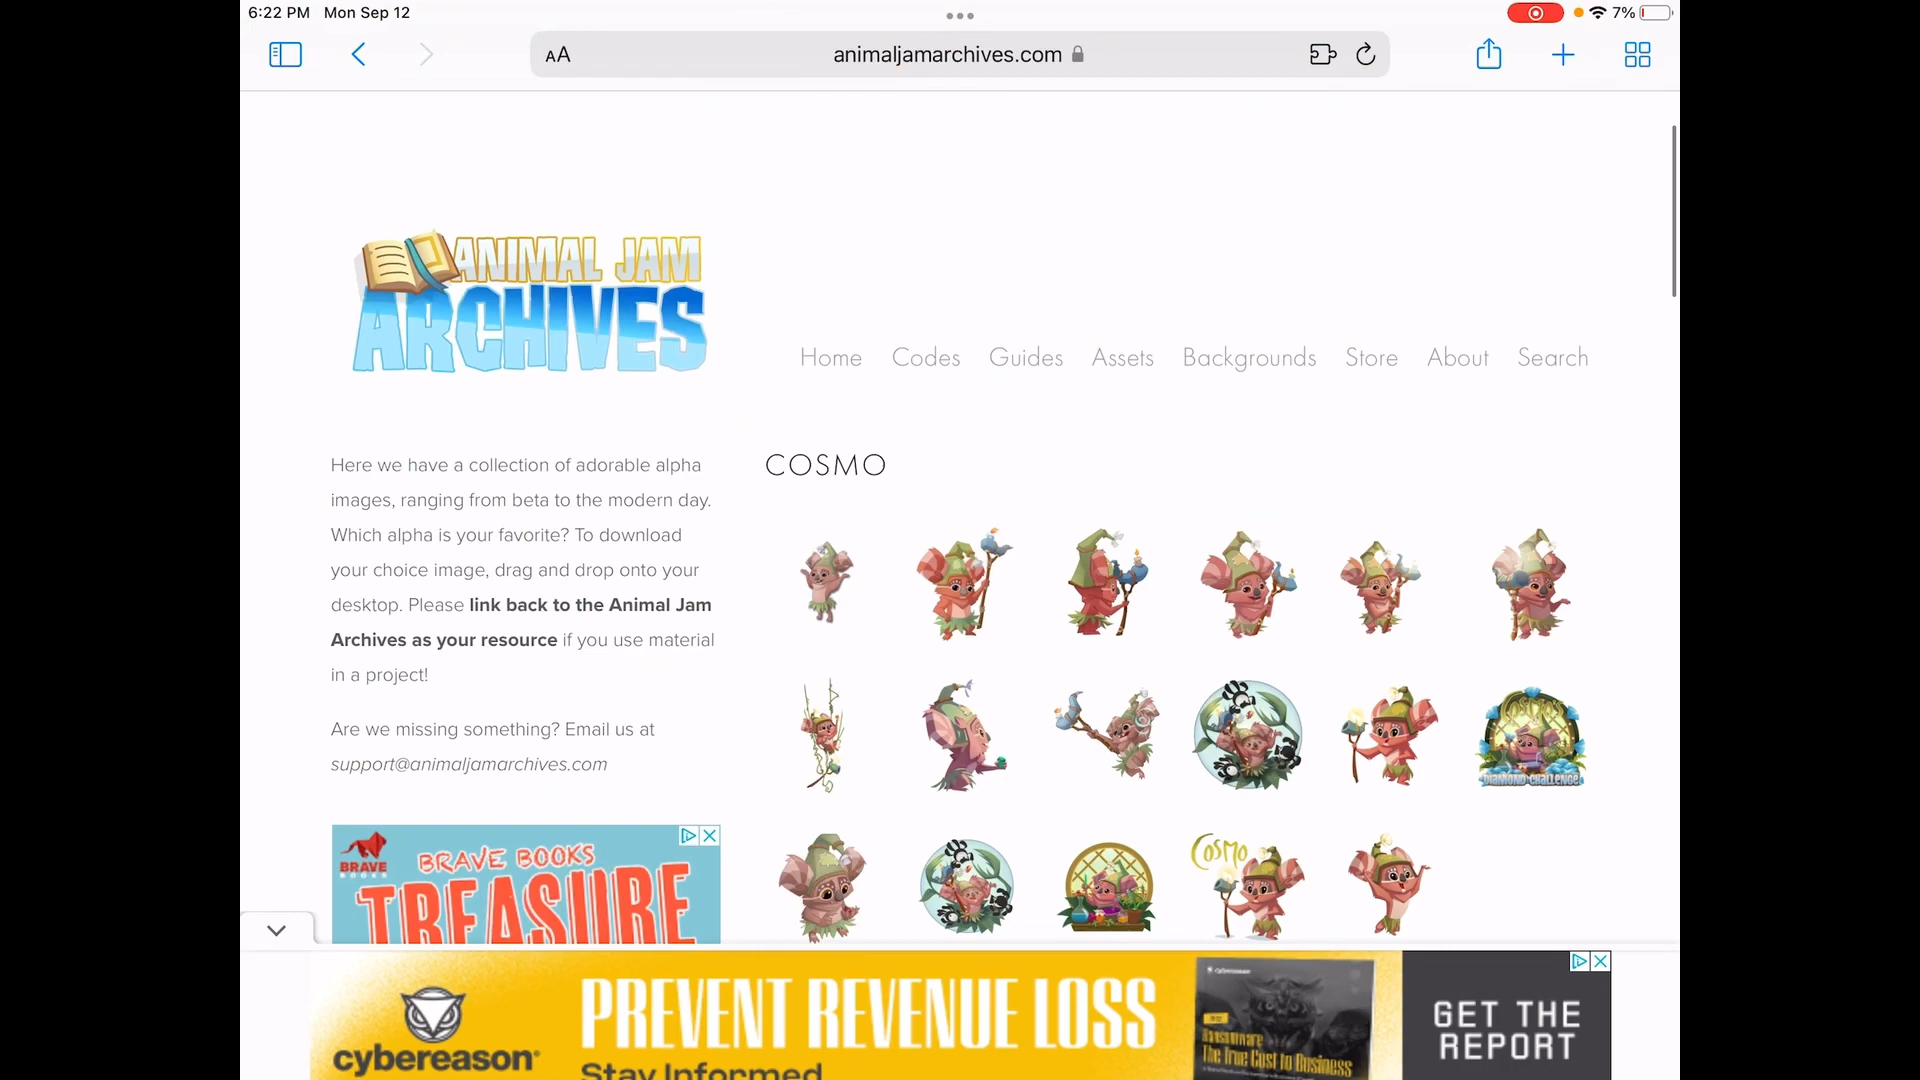 6:22 PM Mon Sep 12
7%
AA
animaljamarchives.com
ANIMAL JAM
ARCHIVES
Home Codes Guides Assets Backgrounds Store About Search
Here we have a collection of adorable alpha
images, ranging from beta to the modern day.
Which alpha is your favorite? To download
your choice image, drag and drop onto your
desktop. Please link back to the Animal Jam
Archives as your resource if you use material
in a project!
Are we missing something? Email us at
support@animaljamarchives.com
COSMO
COSMO'S
DIAMOND CHALLENGE
COSMO
BRAVE
BOOKS
BRAVE BOOKS
TREASURE
cybereason
PREVENT REVENUE LOSS
Stay Informed
cybereason
Ransomware
The True Cost to Business
GET THE
REPORT